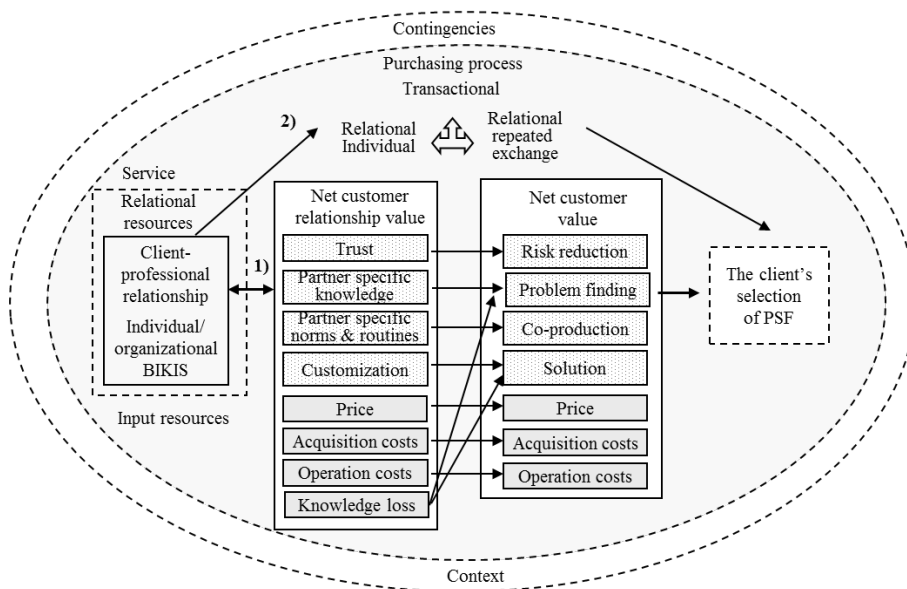 Contingencies
Purchasing process
Transactional
2)
Relational
Individual
Relational
repeated
exchange
Service
Relational
resources
Client-
professional
relationship
Individual/
organizational
BIKIS
Input resources
1)
Net customer
relationship value
Trust
Partner specific
knowledge
Partner specific
norms & routines
Customization
Price
Acquisition costs
Operation costs
Knowledge loss
Net customer
value
Risk reduction
Problem finding
Co-production
Solution
Price
Acquisition costs
Operation costs
The client’s
selection
of PSF
Context